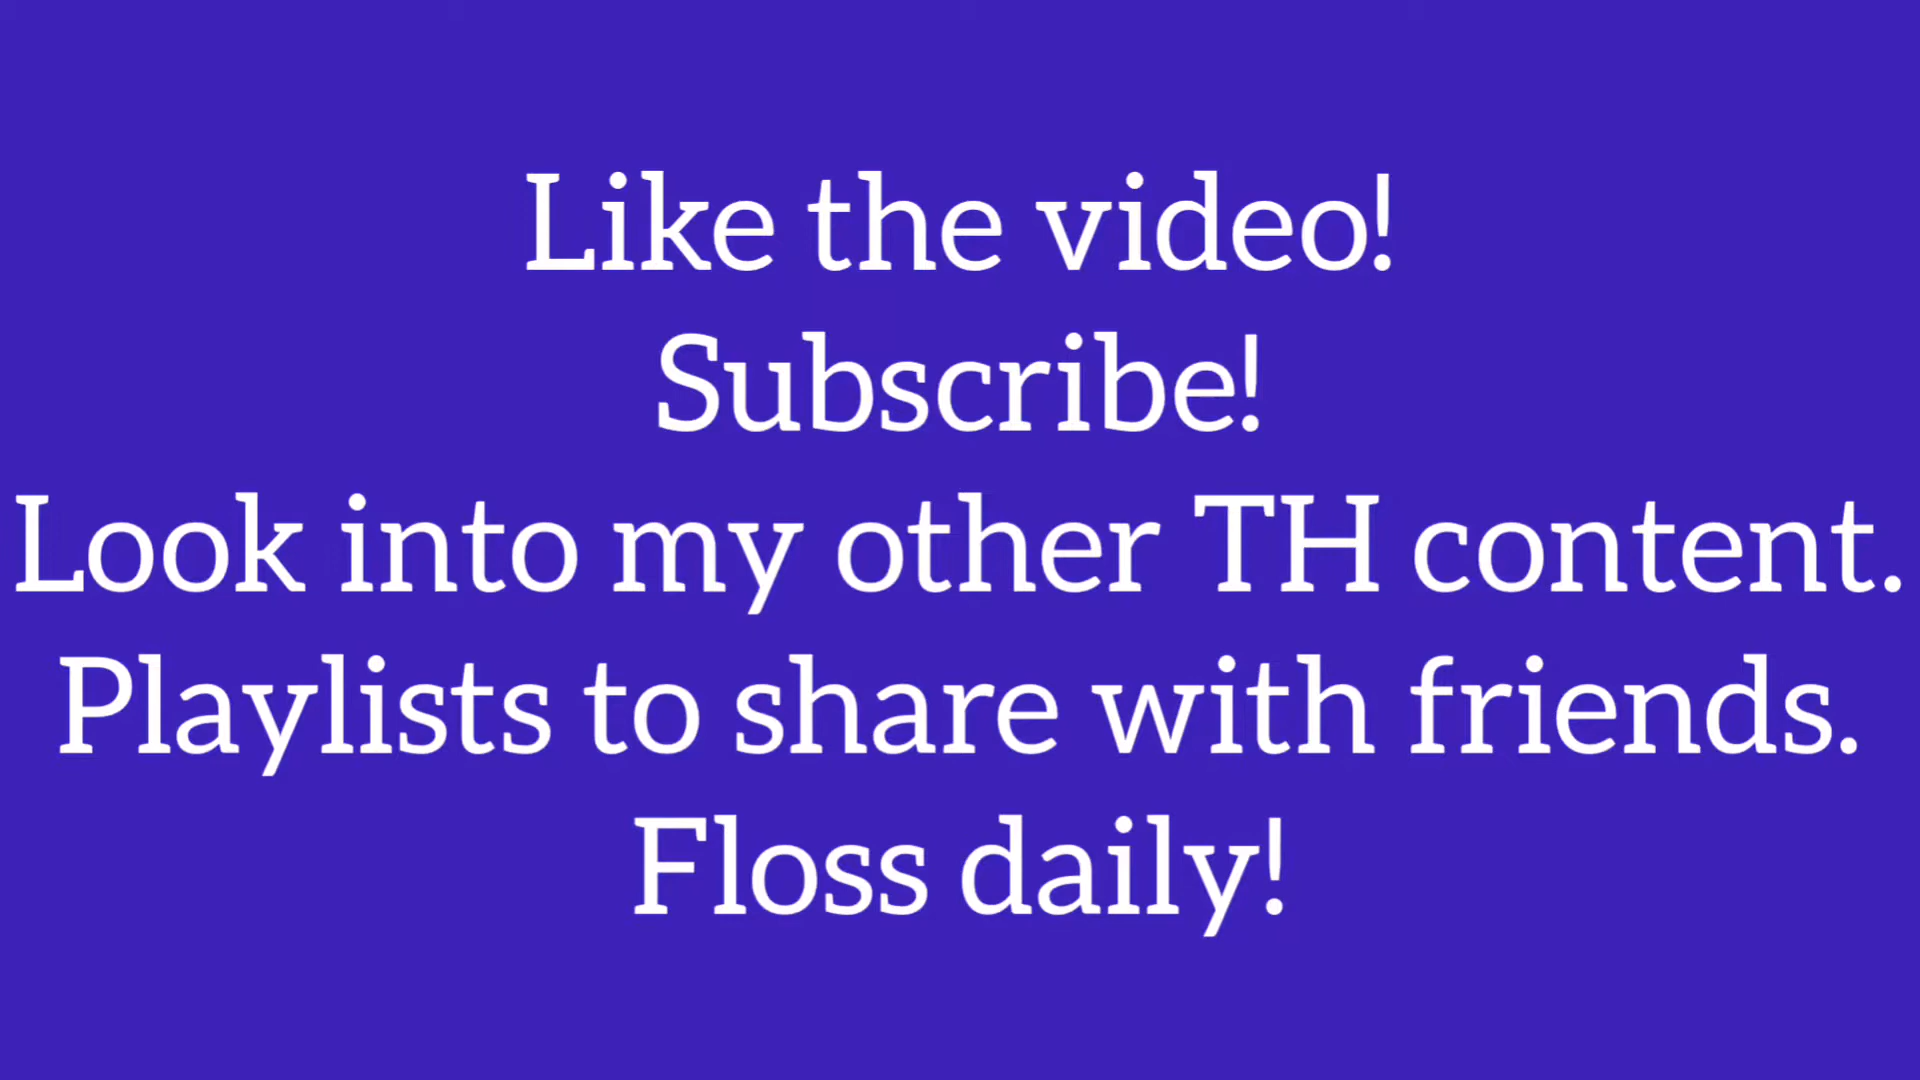 Like the video!
Subscribe!
Look into my other TH content.
Playlists to share with friends.
Floss daily!